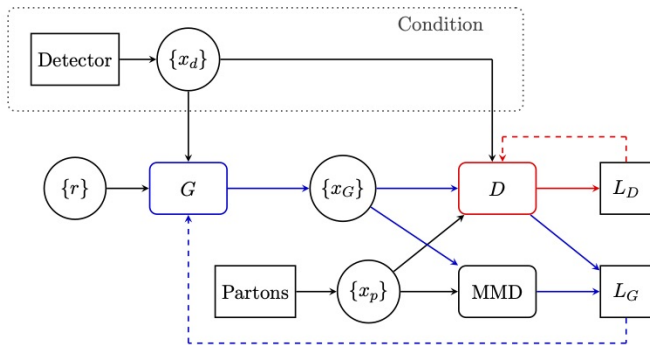 Condition
Detector
{x_d}
{r}
G
{x_G}
D
L_D
Partons
{x_p}
MMD
L_G